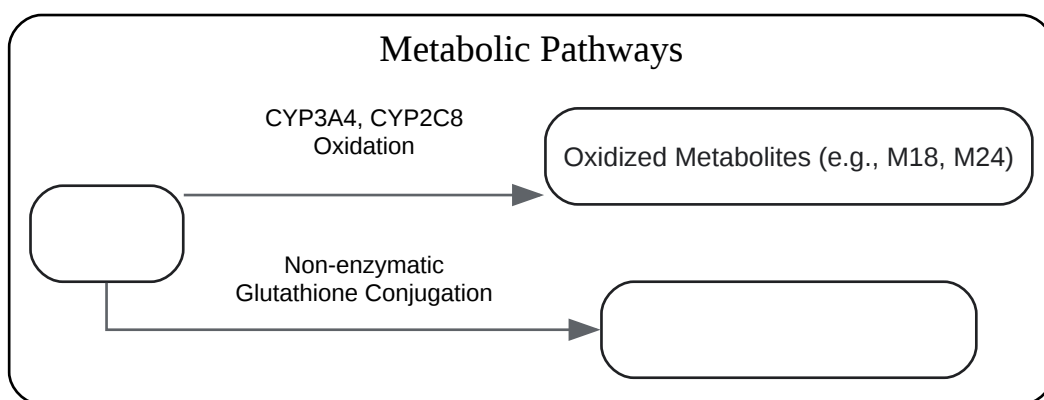 Metabolic Pathways
CYP3A4, CYP2C8
Oxidation
Oxidized Metabolites (e.g., M18, M24)
Non-enzymatic
Glutathione Conjugation